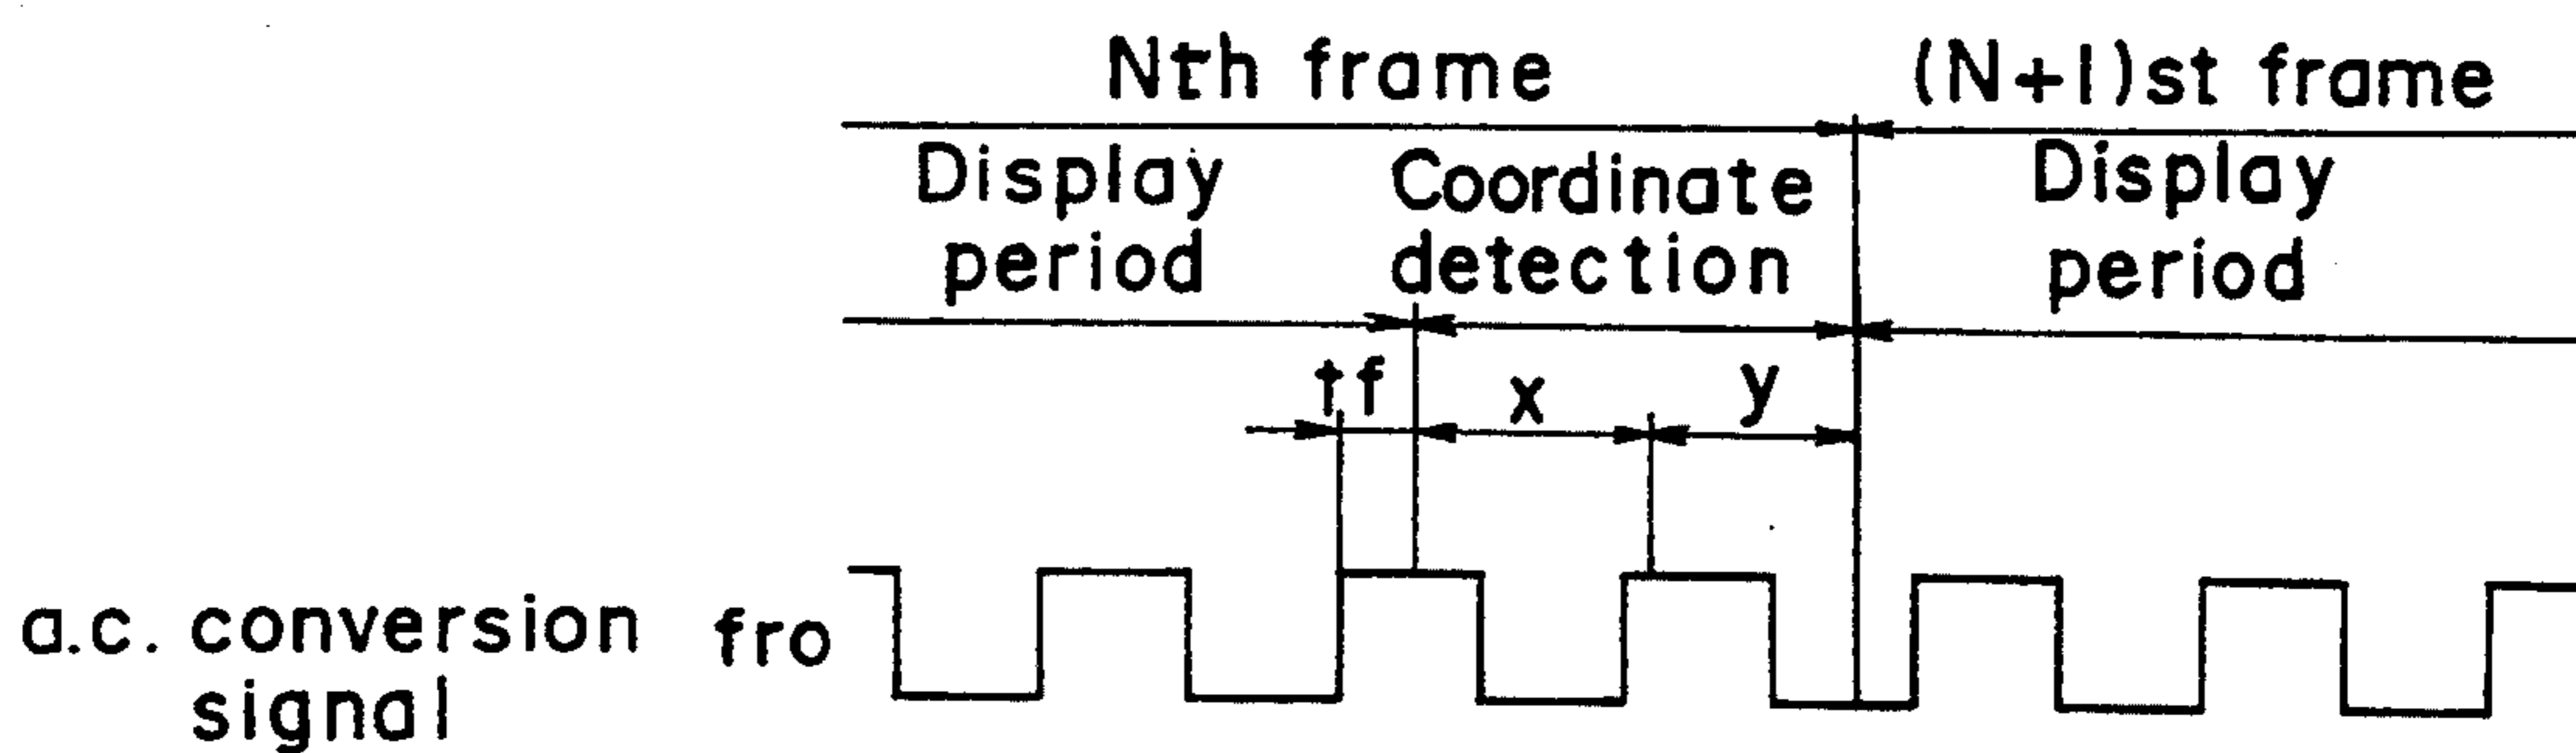 Nth frame
(N+1)st frame
Display period
Coordinate detection
Display period
tf
x
y
a.c. conversion signal
fro